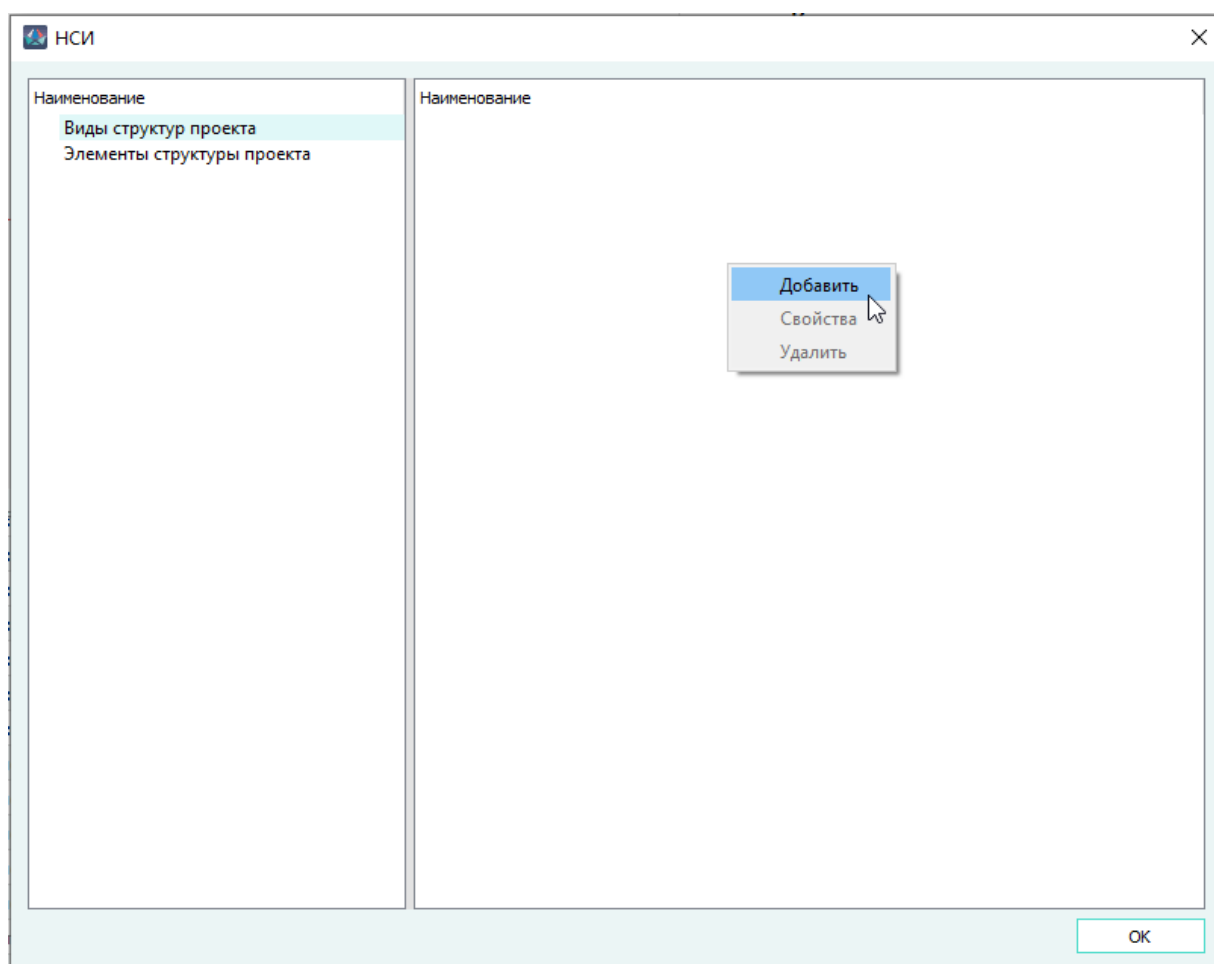 НСИ
Наименование
Виды структур проекта
Элементы структуры проекта
Наименование
Добавить
Свойства
Удалить
OK